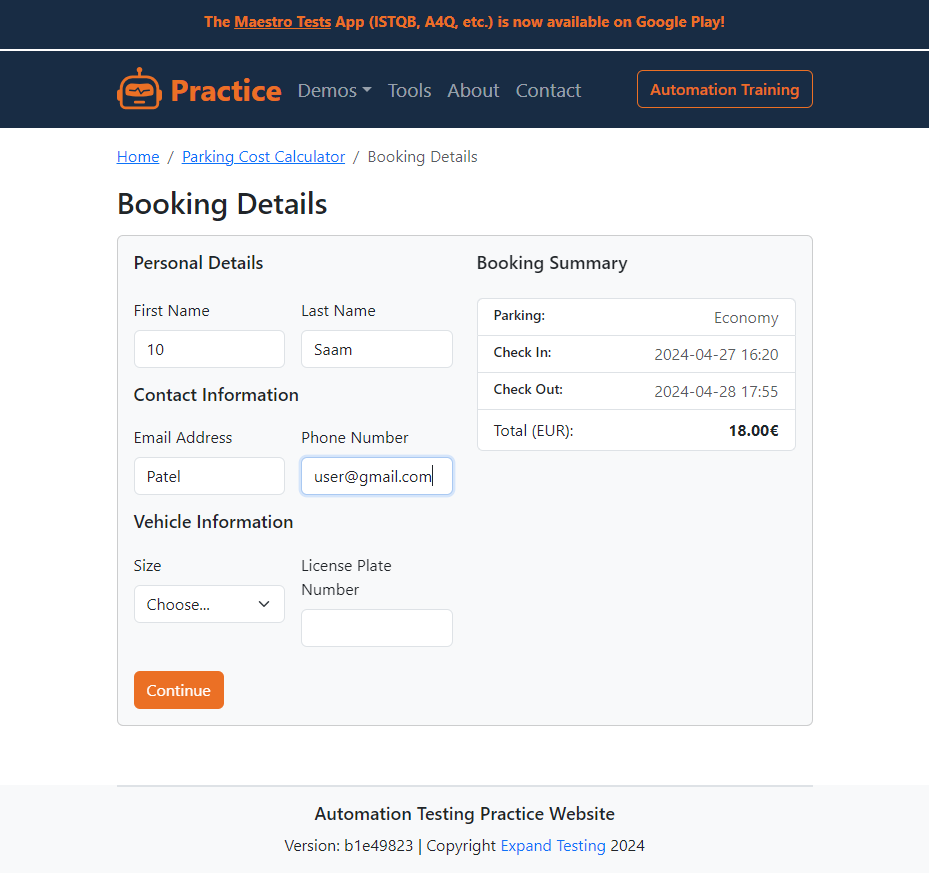 The Maestro Tests App (ISTQB, A4Q, etc.) is now available on Google Play!
Practice Demos Tools About Contact Automation Training
Home / Parking Cost Calculator / Booking Details
Booking Details
Personal Details
First Name Last Name
10 Saam
Contact Information
Email Address Phone Number
Patel user@gmail.com
Vehicle Information
Size License Plate Number
Choose...
Continue
Booking Summary
Parking: Economy
Check In: 2024-04-27 16:20
Check Out: 2024-04-28 17:55
Total (EUR): 18.00€
Automation Testing Practice Website
Version: b1e49823 | Copyright Expand Testing 2024